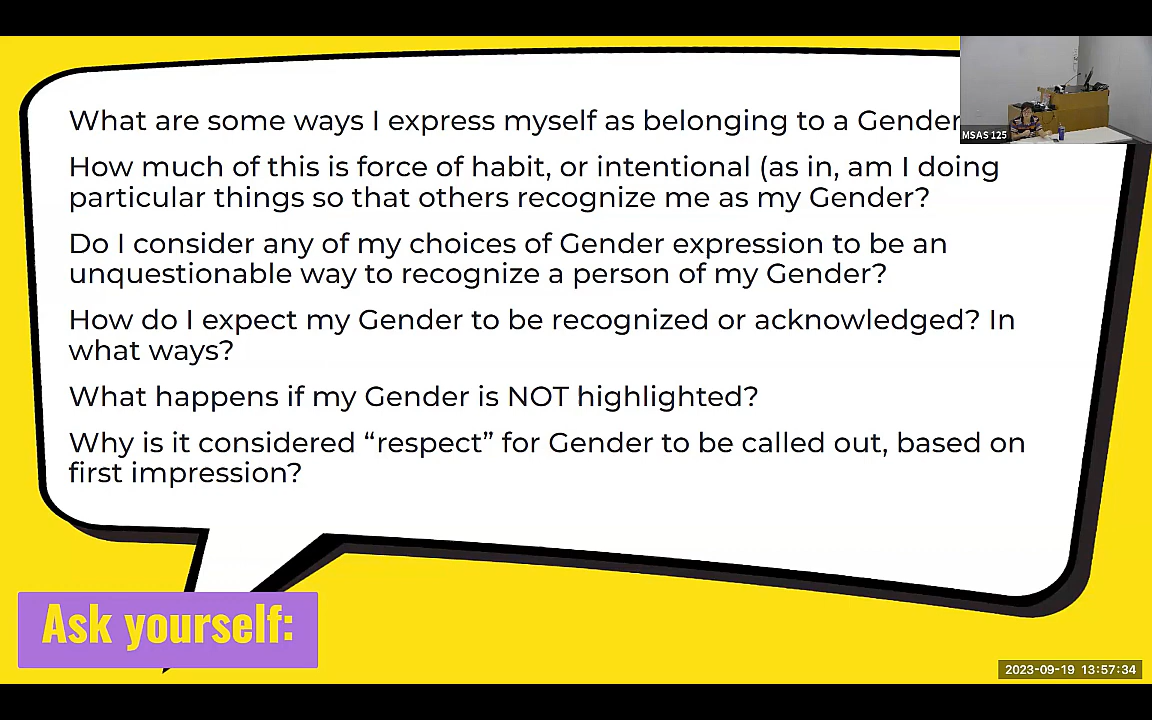 What are some ways I express myself as belonging to a Gender
How much of this is force of habit, or intentional (as in, am I doing
particular things so that others recognize me as my Gender?
Do I consider any of my choices of Gender expression to be an
unquestionable way to recognize a person of my Gender?
How do I expect my Gender to be recognized or acknowledged? In
what ways?
What happens if my Gender is NOT highlighted?
Why is it considered “respect” for Gender to be called out, based on
first impression?
Ask yourself:
MSAS 125
2023-09-19 13:57:34